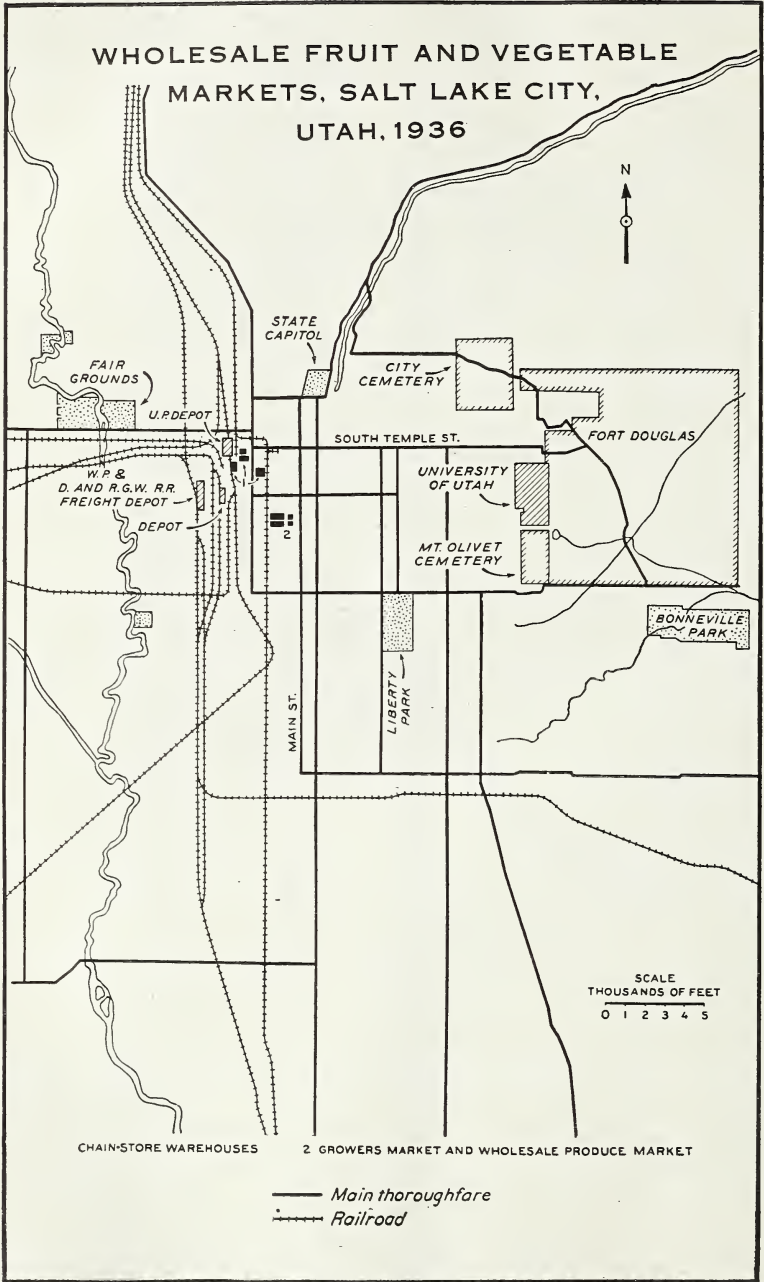 WHOLESALE FRUIT AND VEGETABLE
MARKETS, SALT LAKE CITY,
UTAH, 1936
N
STATE
CAPITOL
CITY
CEMETERY
FAIR
GROUNDS
U.P. DEPOT
SOUTH TEMPLE ST.
FORT DOUGLAS
W.P. &
D. AND R.G.W. R.R.
FREIGHT DEPOT
UNIVERSITY
OF UTAH
1
DEPOT
2
MT. OLIVET
CEMETERY
BONNEVILLE
PARK
LIBERTY
PARK
MAIN ST.
SCALE
THOUSANDS OF FEET
0 1 2 3 4 5
CHAIN-STORE WAREHOUSES 2 GROWERS MARKET AND WHOLESALE PRODUCE MARKET
Main thoroughfare
Railroad